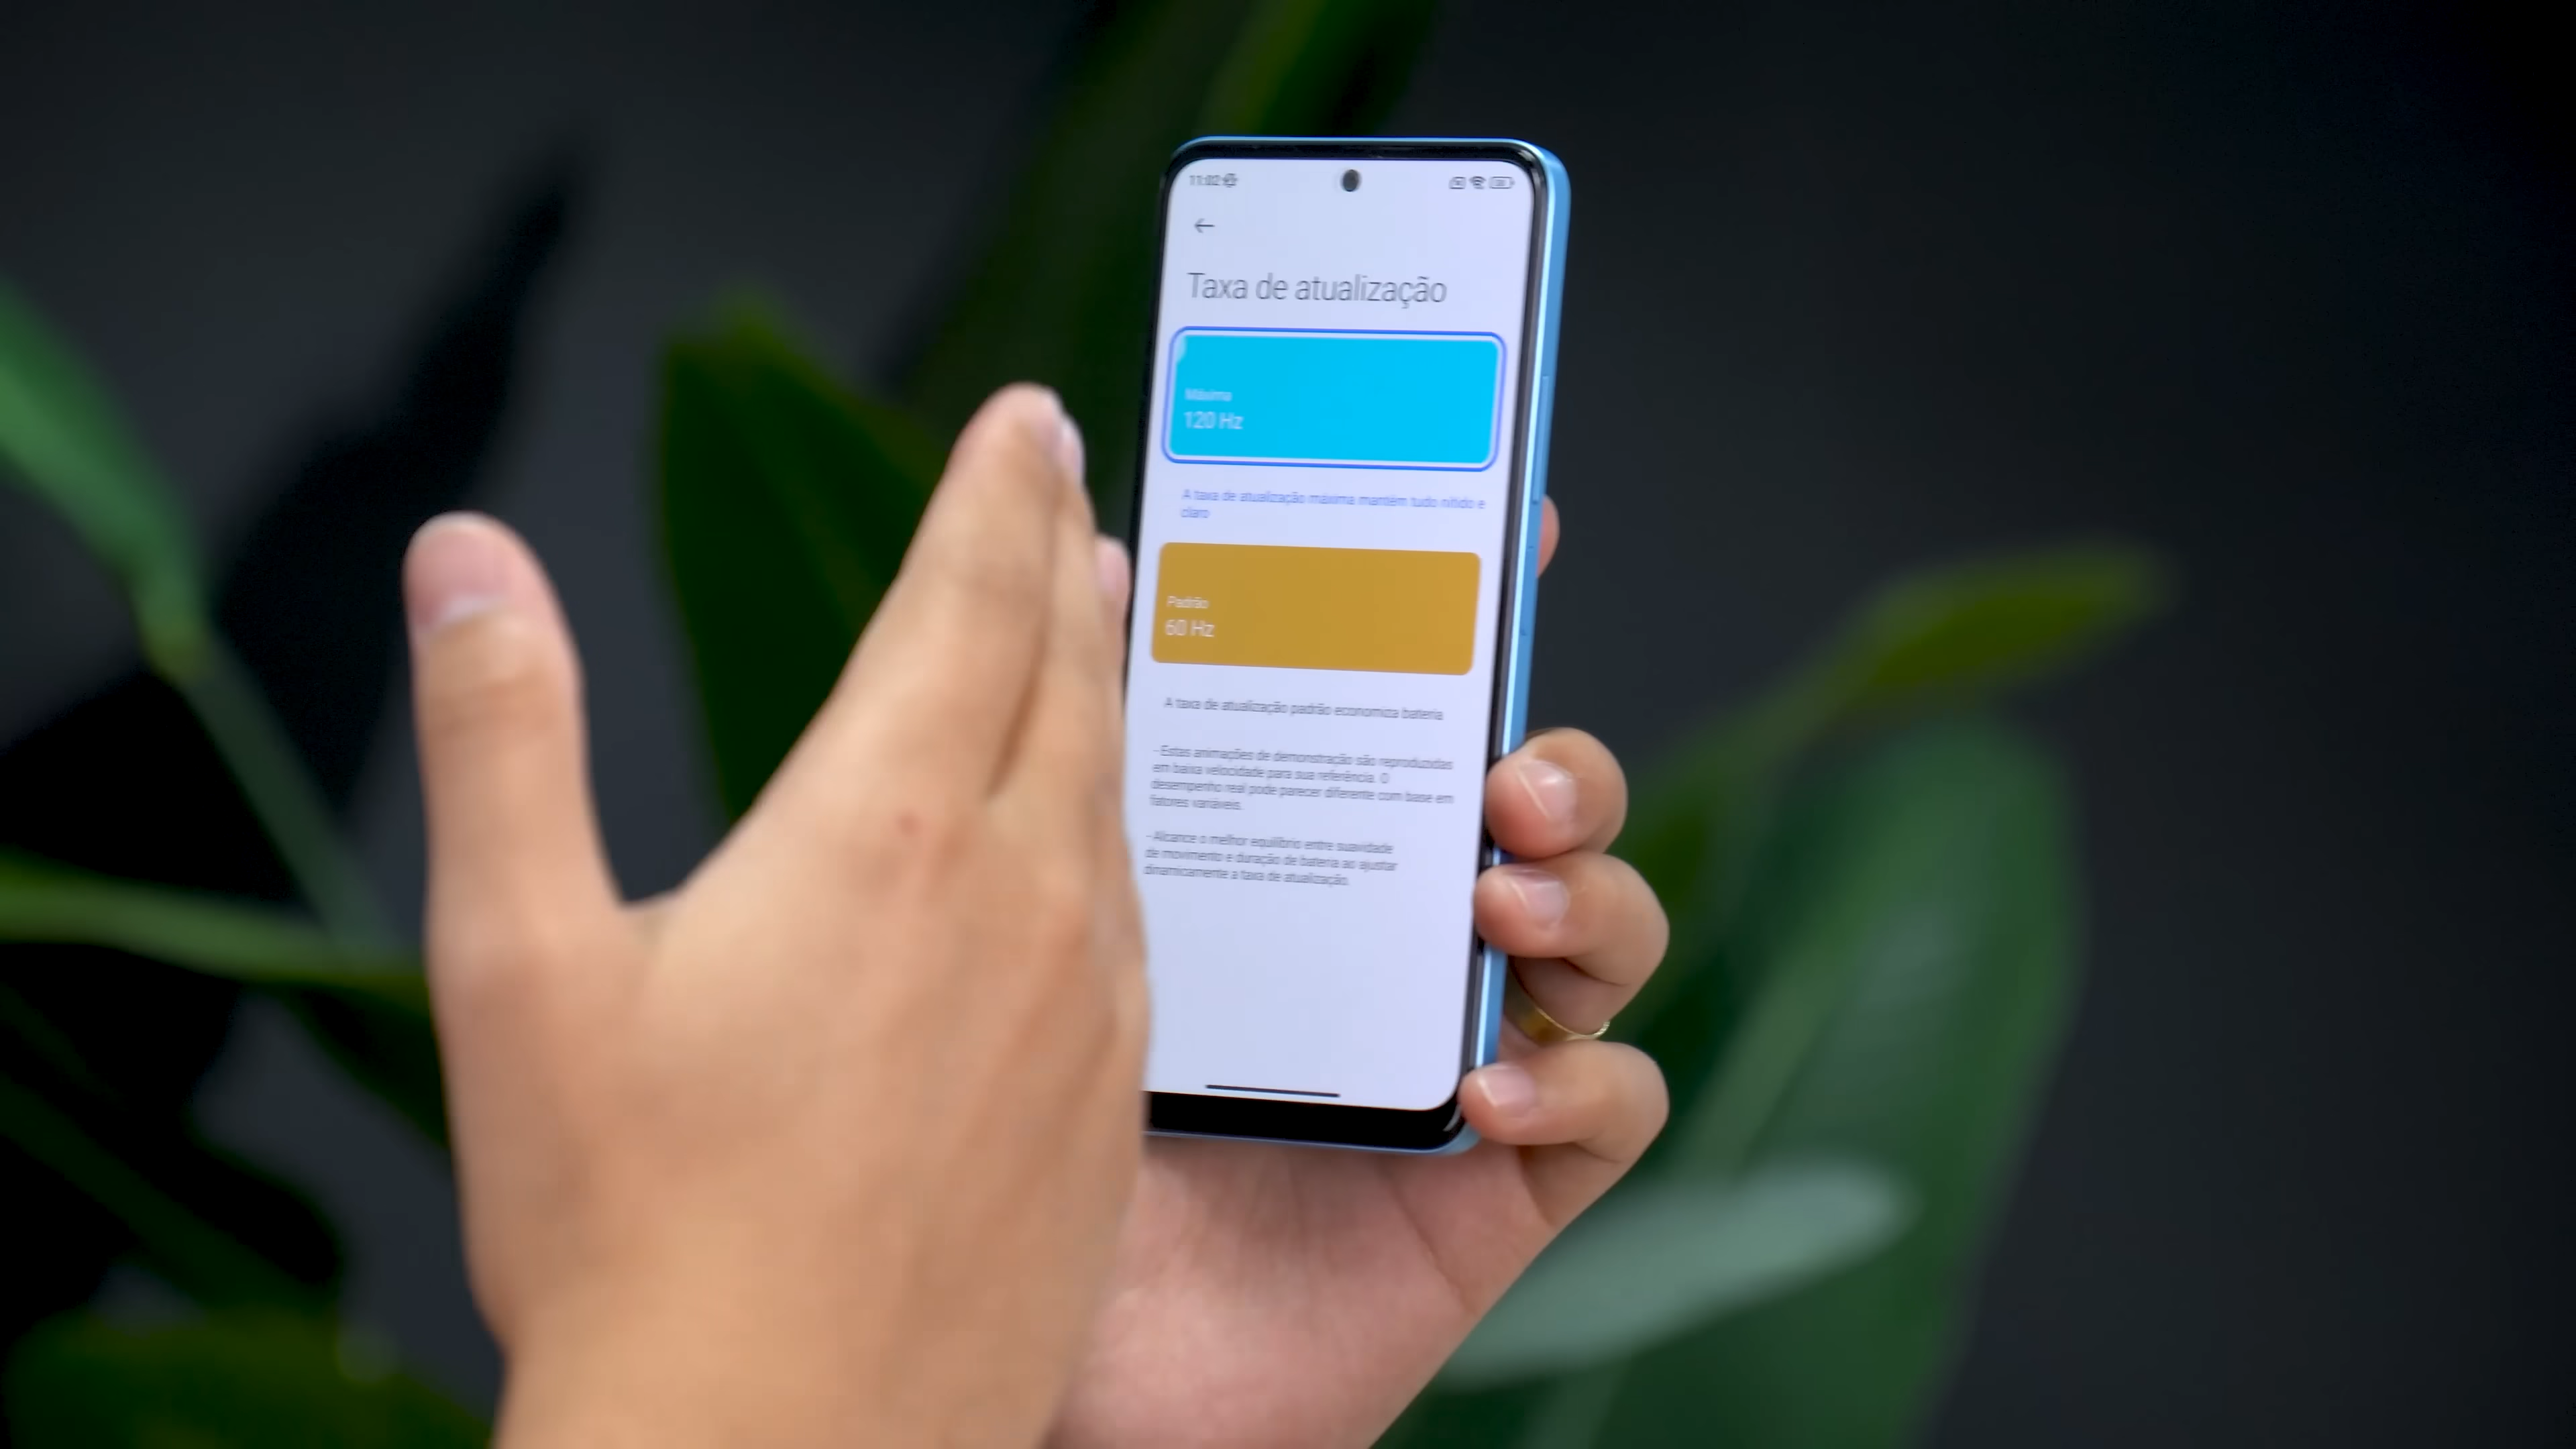 11:02
Taxa de atualização
Máxima
120 Hz
A taxa de atualização máxima mantém tudo nítido e
claro
Padrão
60 Hz
A taxa de atualização padrão economiza bateria
- Estas animações de demonstração são reproduzidas
em baixa velocidade para sua referência. O
desempenho real pode parecer diferente com base em
fatores variáveis.
- Alcance o melhor equilíbrio entre suavidade
de movimento e duração de bateria ao ajustar
dinamicamente a taxa de atualização.